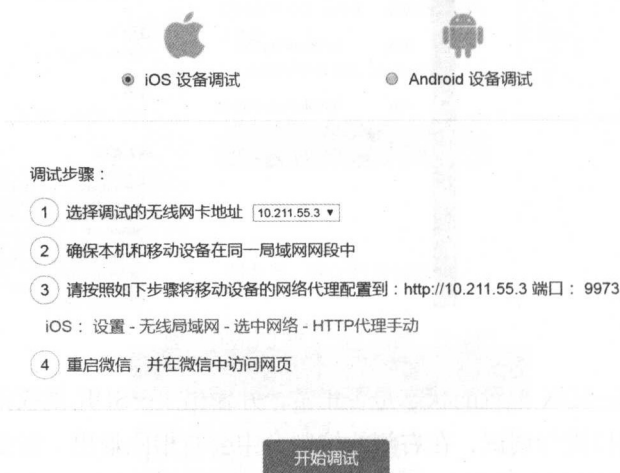 iOS 设备调试
Android 设备调试
调试步骤：
1 选择调试的无线网卡地址 10.211.55.3 ▼
2 确保本机和移动设备在同一局域网网段中
3 请按照如下步骤将移动设备的网络代理配置到：http://10.211.55.3 端口： 9973
iOS： 设置 - 无线局域网 - 选中网络 - HTTP代理手动
4 重启微信，并在微信中访问网页
开始调试